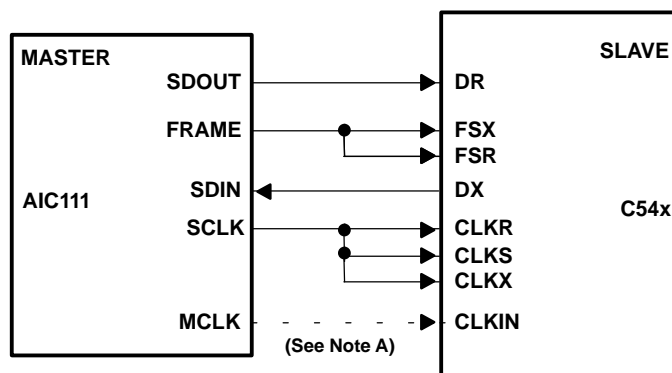 MASTER
SLAVE
SDOUT
DR
FRAME
FSX
FSR
SDIN
DX
AIC111
C54x
SCLK
CLKR
CLKS
CLKX
MCLK
CLKIN
(See Note A)